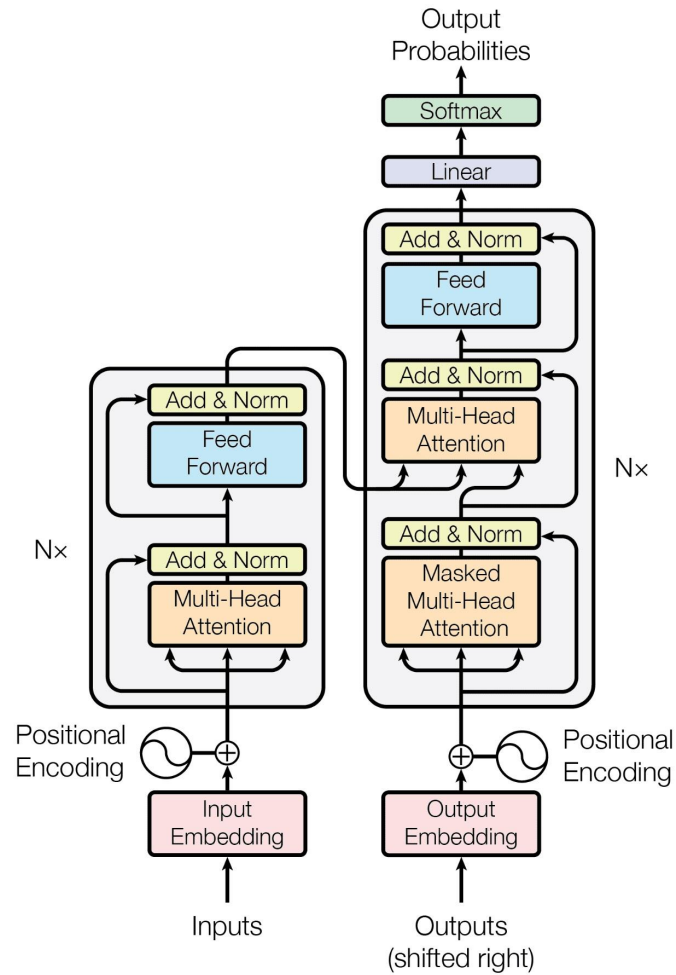 Output
Probabilities
Softmax
Linear
Add & Norm
Feed
Forward
Add & Norm
Multi-Head
Attention
Add & Norm
Masked
Multi-Head
Attention
N×
Add & Norm
Feed
Forward
Add & Norm
Multi-Head
Attention
N×
Positional
Encoding
Positional
Encoding
Input
Embedding
Output
Embedding
Inputs
Outputs
(shifted right)